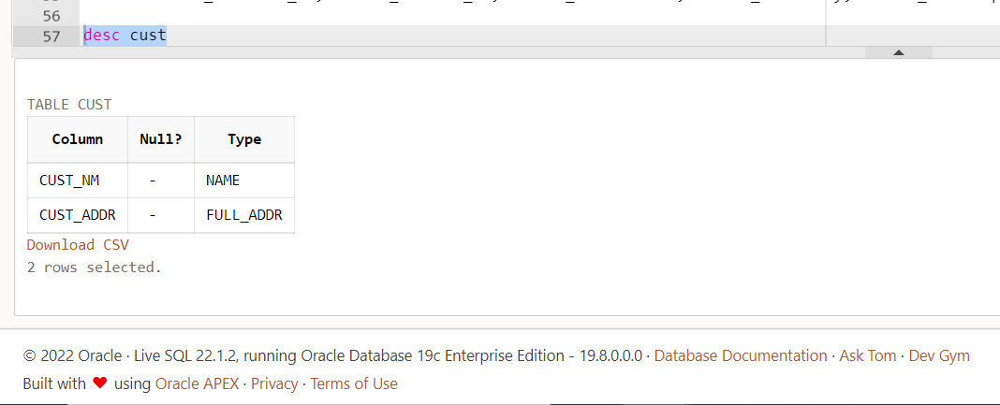 56
57 desc cust
TABLE CUST
Column Null? Type
CUST_NM - NAME
CUST_ADDR - FULL_ADDR
Download CSV
2 rows selected.
© 2022 Oracle · Live SQL 22.1.2, running Oracle Database 19c Enterprise Edition - 19.8.0.0.0 · Database Documentation · Ask Tom · Dev Gym
Built with ♥ using Oracle APEX · Privacy · Terms of Use